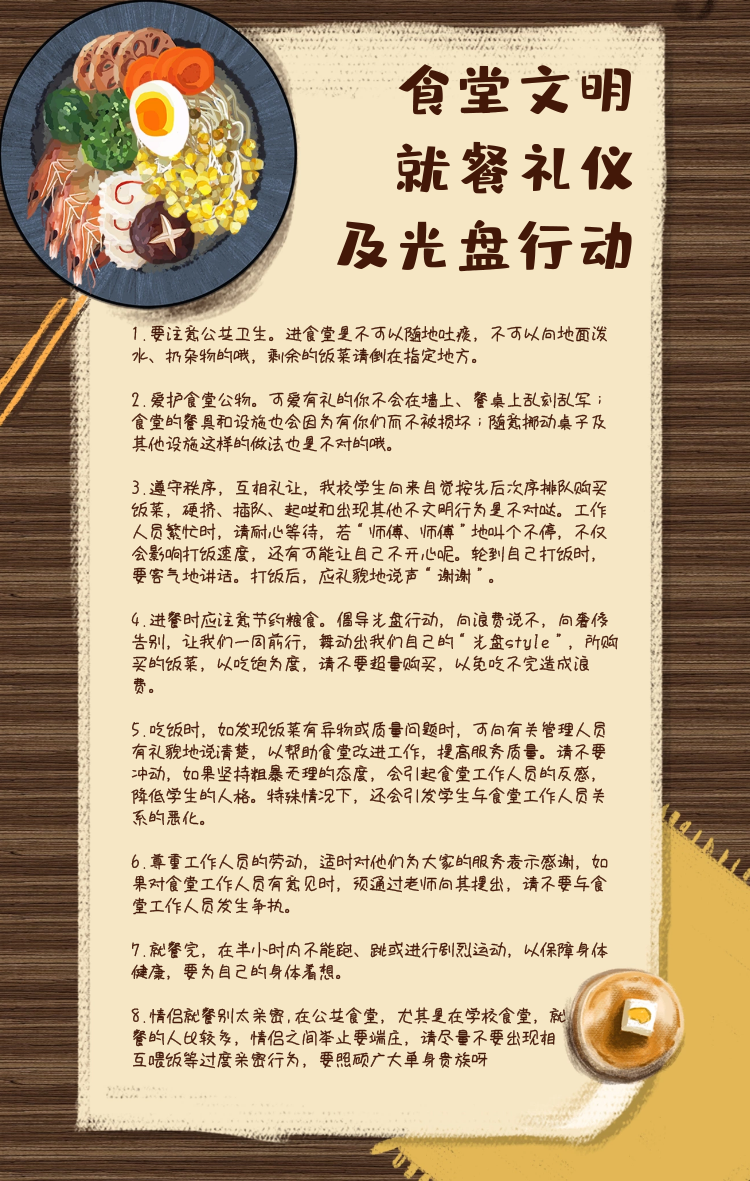 食堂文明
就餐礼仪
及光盘行动
1.要注意公共卫生。进食堂是不可以随地吐痰，不可以向地面泼
水、扔杂物的哦，剩余的饭菜请倒在指定地方。
2.爱护食堂公物。可爱有礼的你不会在墙上、餐桌上乱刻乱写；
食堂的餐具和设施也会因为有你们而不被损坏；随意挪动桌子及
其他设施这样的做法也是不对的哦。
3.遵守秩序，互相礼让，我校学生向来自觉按先后次序排队购买
饭菜，硬挤、插队、起哄和出现其他不文明行为是不对哒。工作
人员繁忙时，请耐心等待，若“师傅、师傅”地叫个不停，不仅
会影响打饭速度，还有可能让自己不开心呢。轮到自己打饭时，
要客气地讲话。打饭后，应礼貌地说声“谢谢”。
4.进餐时应注意节约粮食。倡导光盘行动，向浪费说不，向奢侈
告别，让我们一同前行，舞动出我们自己的“光盘style”，所购
买的饭菜，以吃饱为度，请不要超量购买，以免吃不完造成浪
费。
5.吃饭时，如发现饭菜有异物或质量问题时，可向有关管理人员
有礼貌地说清楚，以帮助食堂改进工作，提高服务质量。请不要
冲动，如果坚持粗暴无理的态度，会引起食堂工作人员的反感，
降低学生的人格。特殊情况下，还会引发学生与食堂工作人员关
系的恶化。
6.尊重工作人员的劳动，适时对他们为大家的服务表示感谢，如
果对食堂工作人员有意见时，须通过老师向其提出，请不要与食
堂工作人员发生争执。
7.就餐完，在半小时内不能跑、跳或进行剧烈运动，以保障身体
健康，要为自己的身体着想。
8.情侣就餐别太亲密,在公共食堂，尤其是在学校食堂，就
餐的人比较多，情侣之间举止要端庄，请尽量不要出现相
互喂饭等过度亲密行为，要照顾广大单身贵族呀